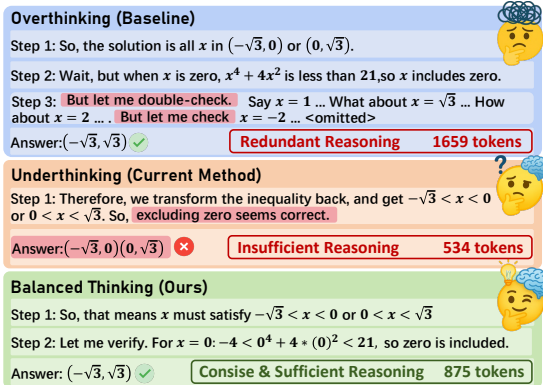 Overthinking (Baseline)
Step 1: So, the solution is all x in (−√3, 0) or (0, √3).
Step 2: Wait, but when x is zero, x⁴ + 4x² is less than 21,so x includes zero.
Step 3: But let me double-check. Say x = 1 ... What about x = √3 ... How
about x = 2 ... . But let me check x = −2 ... <omitted>
Answer:(−√3, √3)
Redundant Reasoning 1659 tokens
Underthinking (Current Method)
?
Step 1: Therefore, we transform the inequality back, and get −√3 < x < 0
or 0 < x < √3. So, excluding zero seems correct.
Answer:(−√3, 0)(0, √3)
Insufficient Reasoning 534 tokens
Balanced Thinking (Ours)
Step 1: So, that means x must satisfy −√3 < x < 0 or 0 < x < √3
Step 2: Let me verify. For x = 0: −4 < 0⁴ + 4 ∗ (0)² < 21, so zero is included.
Answer: (−√3, √3)
Consise & Sufficient Reasoning 875 tokens